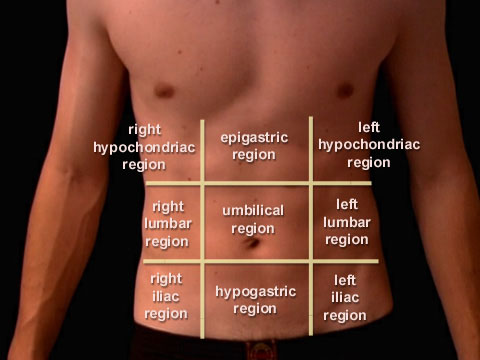 right
hypochondriac
region
epigastric
region
left
hypochondriac
region
right
lumbar
region
umbilical
region
left
lumbar
region
right
iliac
region
hypogastric
region
left
iliac
region